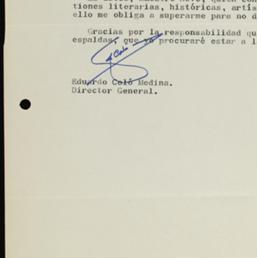 tiones literarias, históricas, artís
ello me obliga a superarme para no d
Gracias por la responsabilidad qu
espaldas, que yo procuraré estar a l
Eduardo Coló Medina.
Director General.